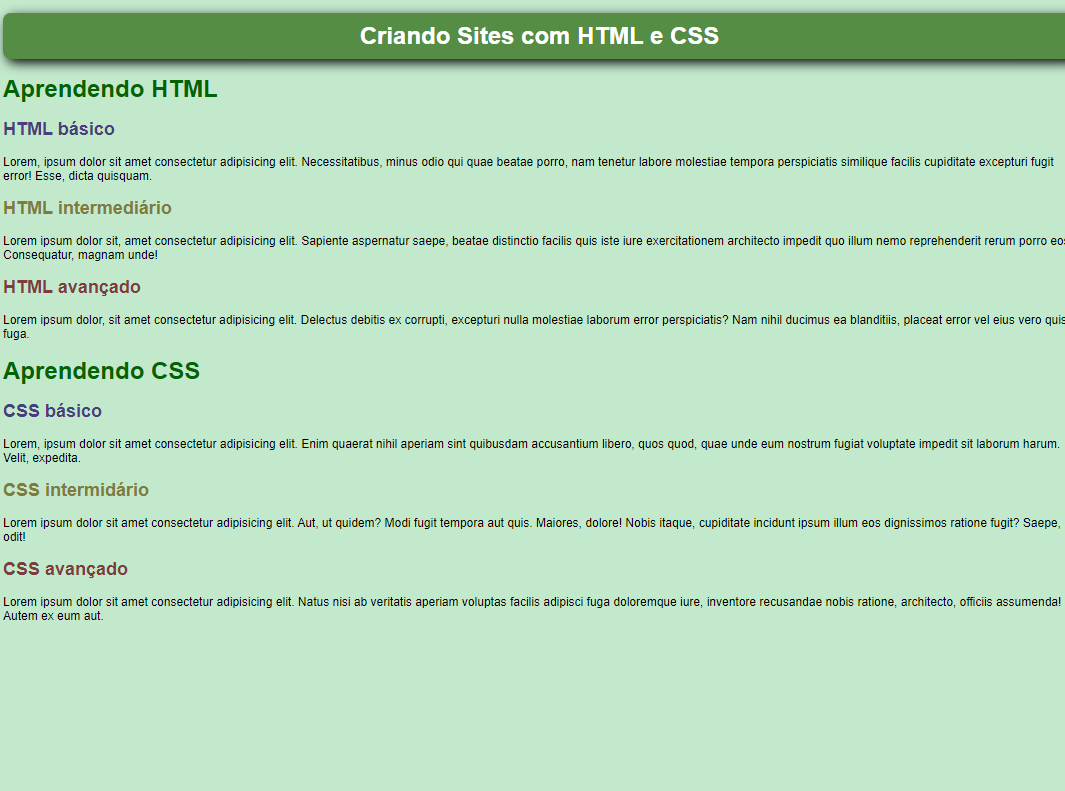 Criando Sites com HTML e CSS
Aprendendo HTML
HTML básico
Lorem, ipsum dolor sit amet consectetur adipisicing elit. Necessitatibus, minus odio qui quae beatae porro, nam tenetur labore molestiae tempora perspiciatis similique facilis cupiditate excepturi fugit
error! Esse, dicta quisquam.
HTML intermediário
Lorem ipsum dolor sit, amet consectetur adipisicing elit. Sapiente aspernatur saepe, beatae distinctio facilis quis iste iure exercitationem architecto impedit quo illum nemo reprehenderit rerum porro eos
Consequatur, magnam unde!
HTML avançado
Lorem ipsum dolor, sit amet consectetur adipisicing elit. Delectus debitis ex corrupti, excepturi nulla molestiae laborum error perspiciatis? Nam nihil ducimus ea blanditiis, placeat error vel eius vero quis
fuga.
Aprendendo CSS
CSS básico
Lorem, ipsum dolor sit amet consectetur adipisicing elit. Enim quaerat nihil aperiam sint quibusdam accusantium libero, quos quod, quae unde eum nostrum fugiat voluptate impedit sit laborum harum.
Velit, expedita.
CSS intermidário
Lorem ipsum dolor sit amet consectetur adipisicing elit. Aut, ut quidem? Modi fugit tempora aut quis. Maiores, dolore! Nobis itaque, cupiditate incidunt ipsum illum eos dignissimos ratione fugit? Saepe,
odit!
CSS avançado
Lorem ipsum dolor sit amet consectetur adipisicing elit. Natus nisi ab veritatis aperiam voluptas facilis adipisci fuga doloremque iure, inventore recusandae nobis ratione, architecto, officiis assumenda!
Autem ex eum aut.